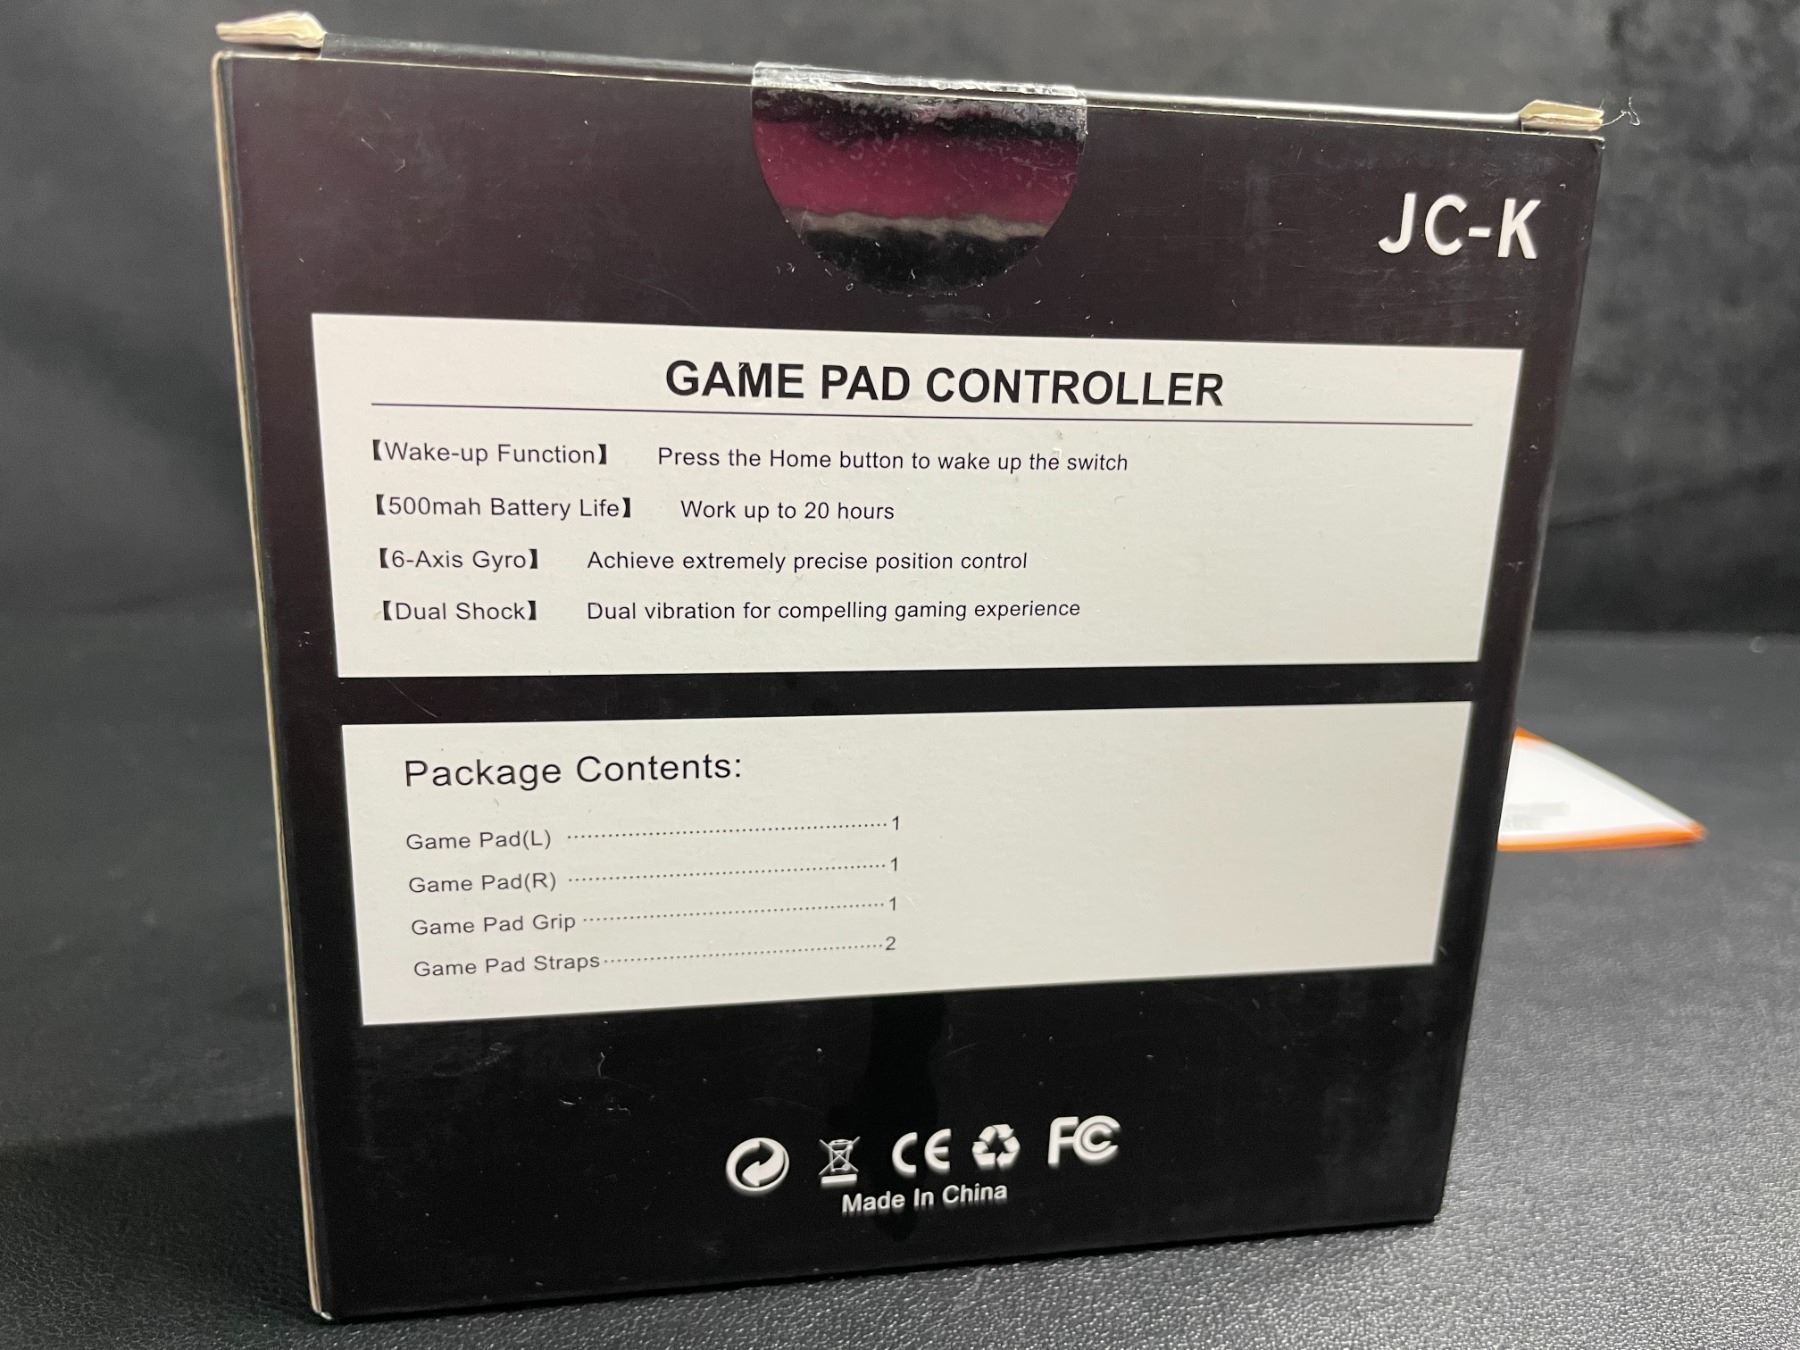 JC-K
GAME PAD CONTROLLER
【Wake-up Function】 Press the Home button to wake up the switch
【500mah Battery Life】 Work up to 20 hours
【6-Axis Gyro】 Achieve extremely precise position control
【Dual Shock】 Dual vibration for compelling gaming experience
Package Contents:
Game Pad(L) ............................................ 1
Game Pad(R) ............................................ 1
Game Pad Grip .......................................... 1
Game Pad Straps ........................................ 2
CE FC
Made In China